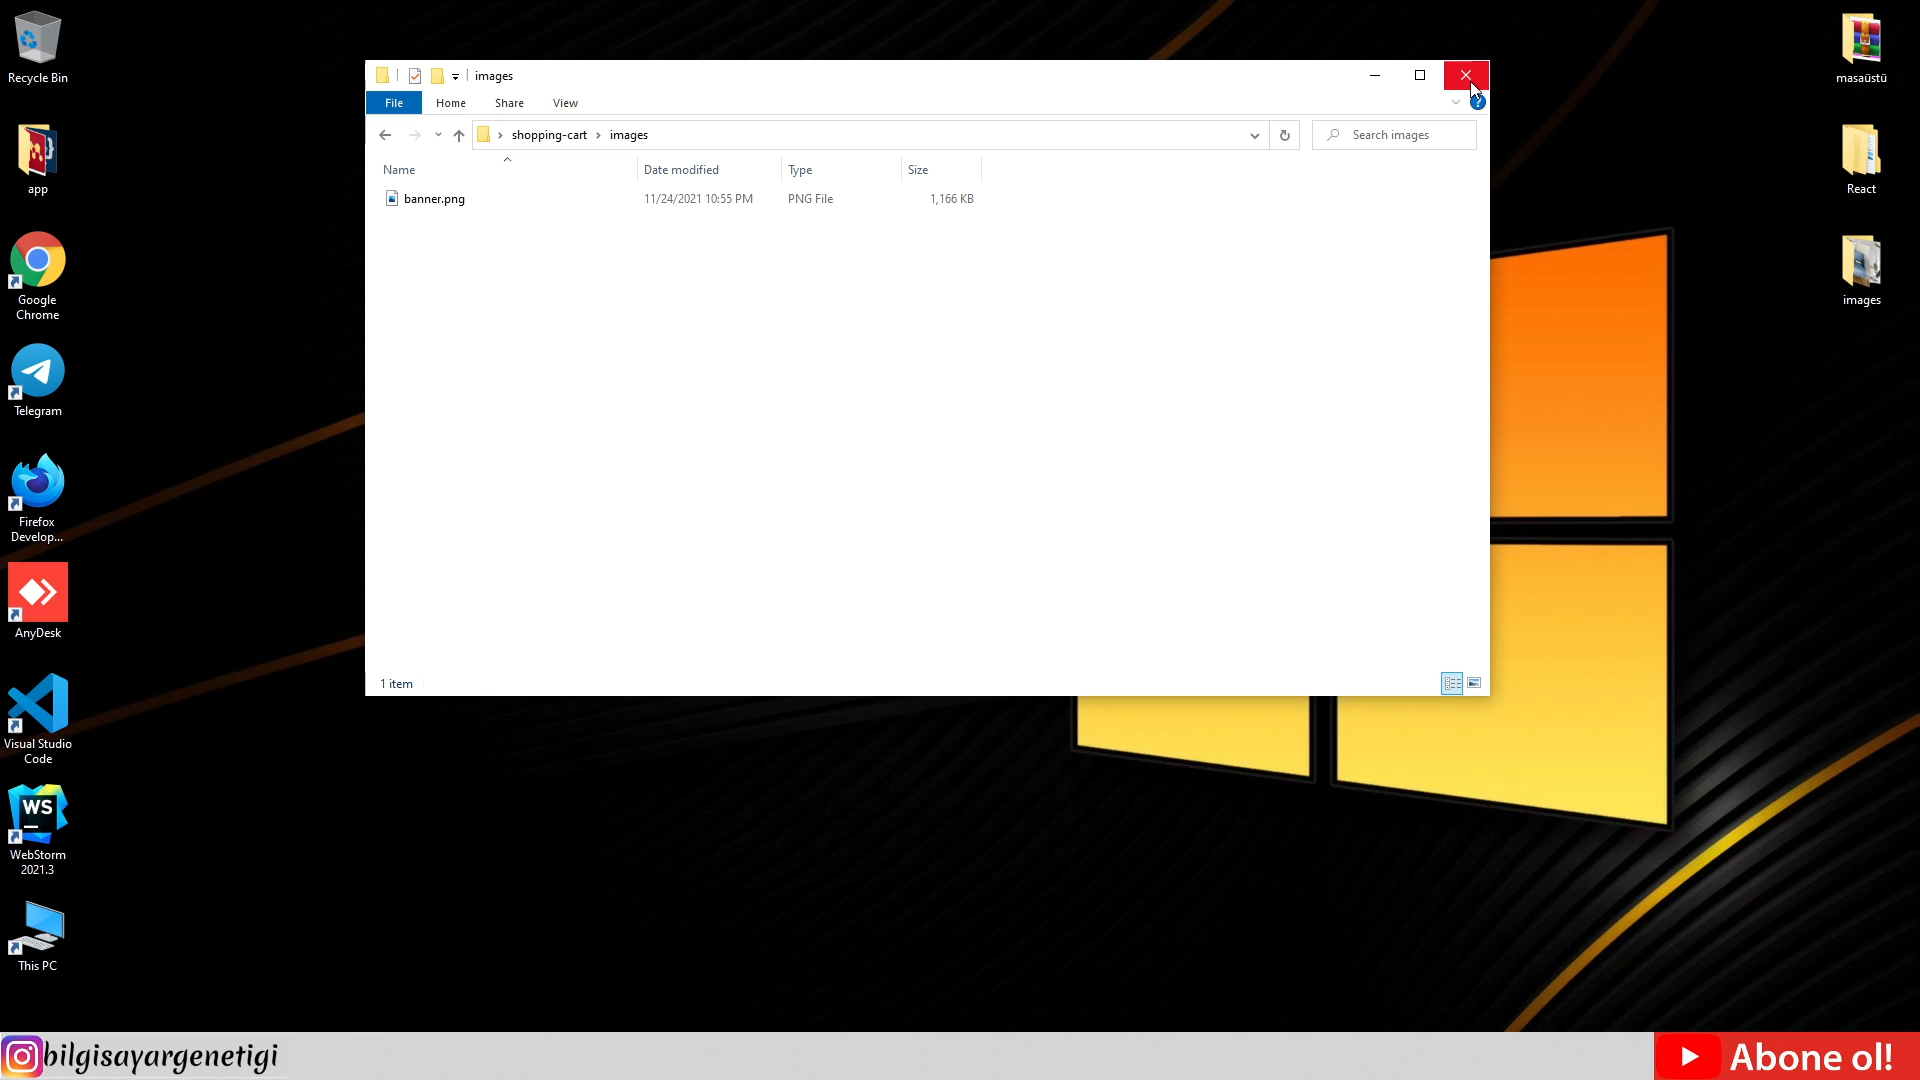 Recycle Bin
app
Google
Chrome
Telegram
Firefox
Develop...
AnyDesk
Visual Studio
Code
WS
WebStorm
2021.3
This PC
images
File
Home
Share
View
?
shopping-cart
images
Search images
Name
Date modified
Type
Size
banner.png
11/24/2021 10:55 PM
PNG File
1,166 KB
1 item
masaüstü
React
images
bilgisayargenetigi
Abone ol!